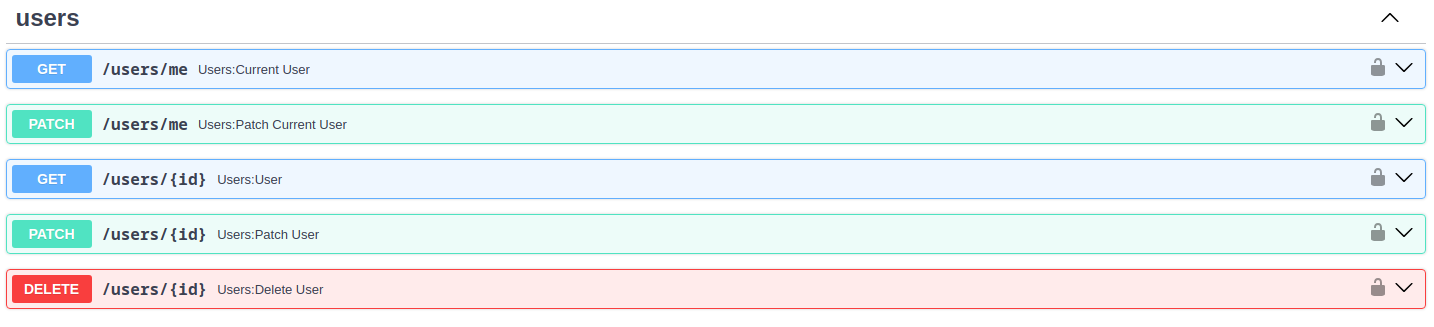 users
GET /users/me Users:Current User
PATCH /users/me Users:Patch Current User
GET /users/{id} Users:User
PATCH /users/{id} Users:Patch User
DELETE /users/{id} Users:Delete User